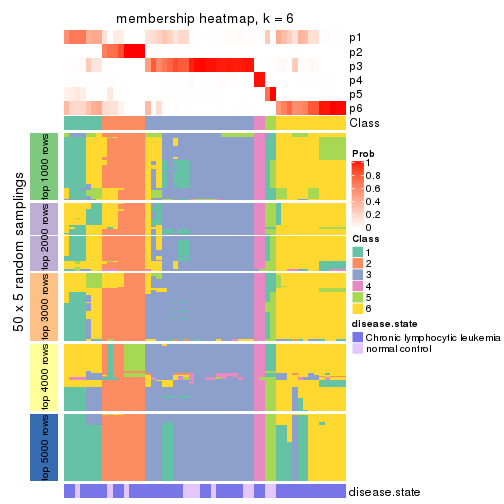 membership heatmap, k = 6
p1
p2
p3
p4
p5
p6
Class
50 x 5 random samplings
top 1000 rows
top 2000 rows
top 3000 rows
top 4000 rows
top 5000 rows
Prob
1
0.8
0.6
0.4
0.2
0
Class
1
2
3
4
5
6
disease.state
Chronic lymphocytic leukemia
normal control
disease.state